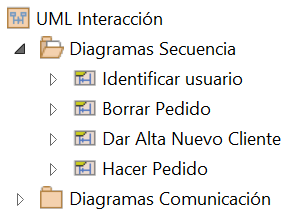 UML Interacción
Diagramas Secuencia
Identificar usuario
Borrar Pedido
Dar Alta Nuevo Cliente
Hacer Pedido
Diagramas Comunicación